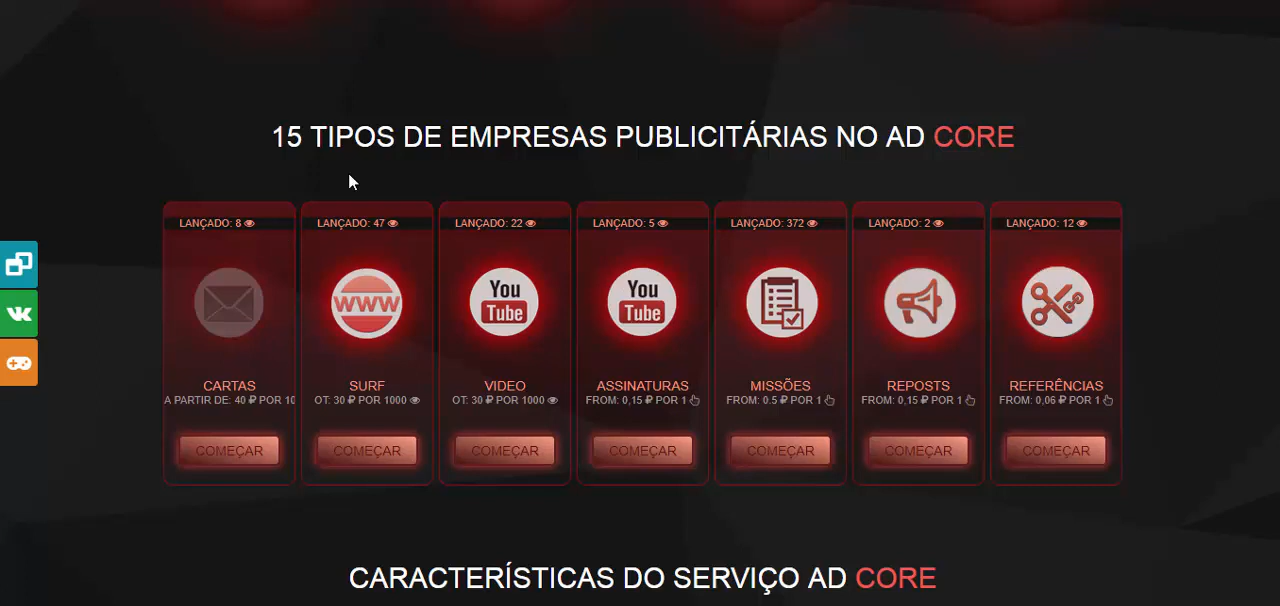 15 TIPOS DE EMPRESAS PUBLICITÁRIAS NO AD CORE
LANÇADO: 8
LANÇADO: 47
LANÇADO: 22
LANÇADO: 5
LANÇADO: 372
LANÇADO: 2
LANÇADO: 12
WWW
You Tube
You Tube
CARTAS
SURF
VIDEO
ASSINATURAS
MISSÕES
REPOSTS
REFERÊNCIAS
A PARTIR DE: 40 ₽ POR 10
OT: 30 ₽ POR 1000
OT: 30 ₽ POR 1000
FROM: 0,15 ₽ POR 1
FROM: 0.5 ₽ POR 1
FROM: 0,15 ₽ POR 1
FROM: 0,06 ₽ POR 1
COMEÇAR
COMEÇAR
COMEÇAR
COMEÇAR
COMEÇAR
COMEÇAR
COMEÇAR
CARACTERÍSTICAS DO SERVIÇO AD CORE